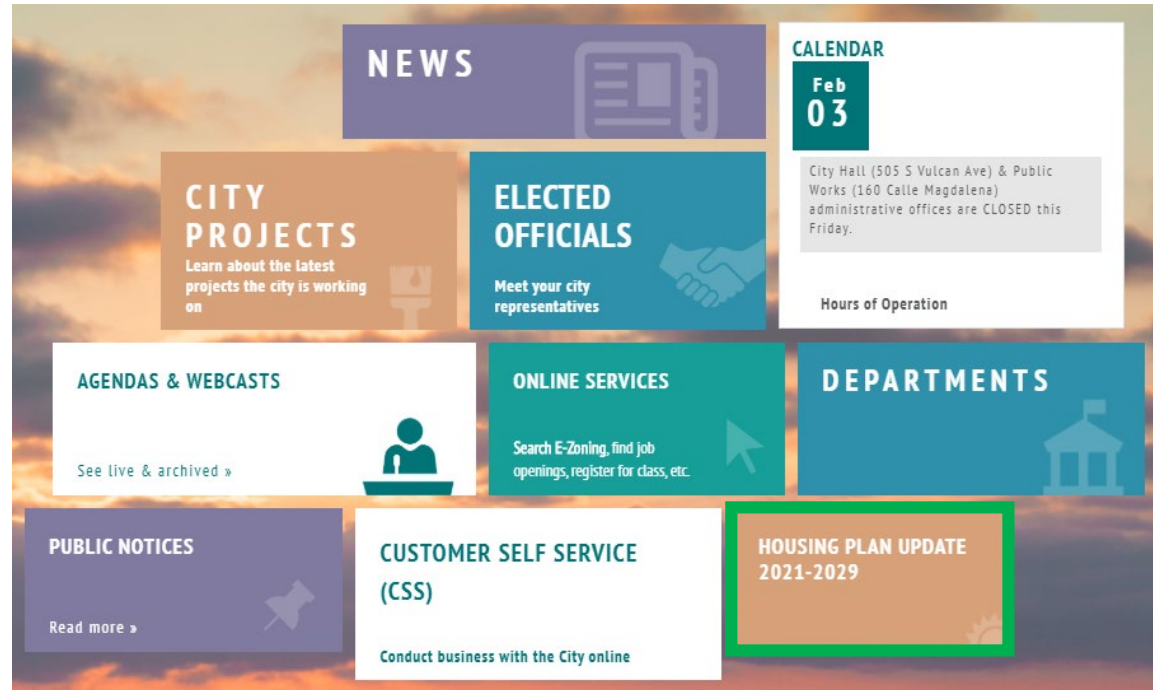 NEWS
CALENDAR
Feb
03
City Hall (505 S Vulcan Ave) & Public
Works (160 Calle Magdalena)
administrative offices are CLOSED this
Friday.
Hours of Operation
CITY
PROJECTS
Learn about the latest
projects the city is working
on
ELECTED
OFFICIALS
Meet your city
representatives
AGENDAS & WEBCASTS
See live & archived »
ONLINE SERVICES
Search E-Zoning, find job
openings, register for class, etc.
DEPARTMENTS
PUBLIC NOTICES
Read more »
CUSTOMER SELF SERVICE
(CSS)
Conduct business with the City online
HOUSING PLAN UPDATE
2021-2029